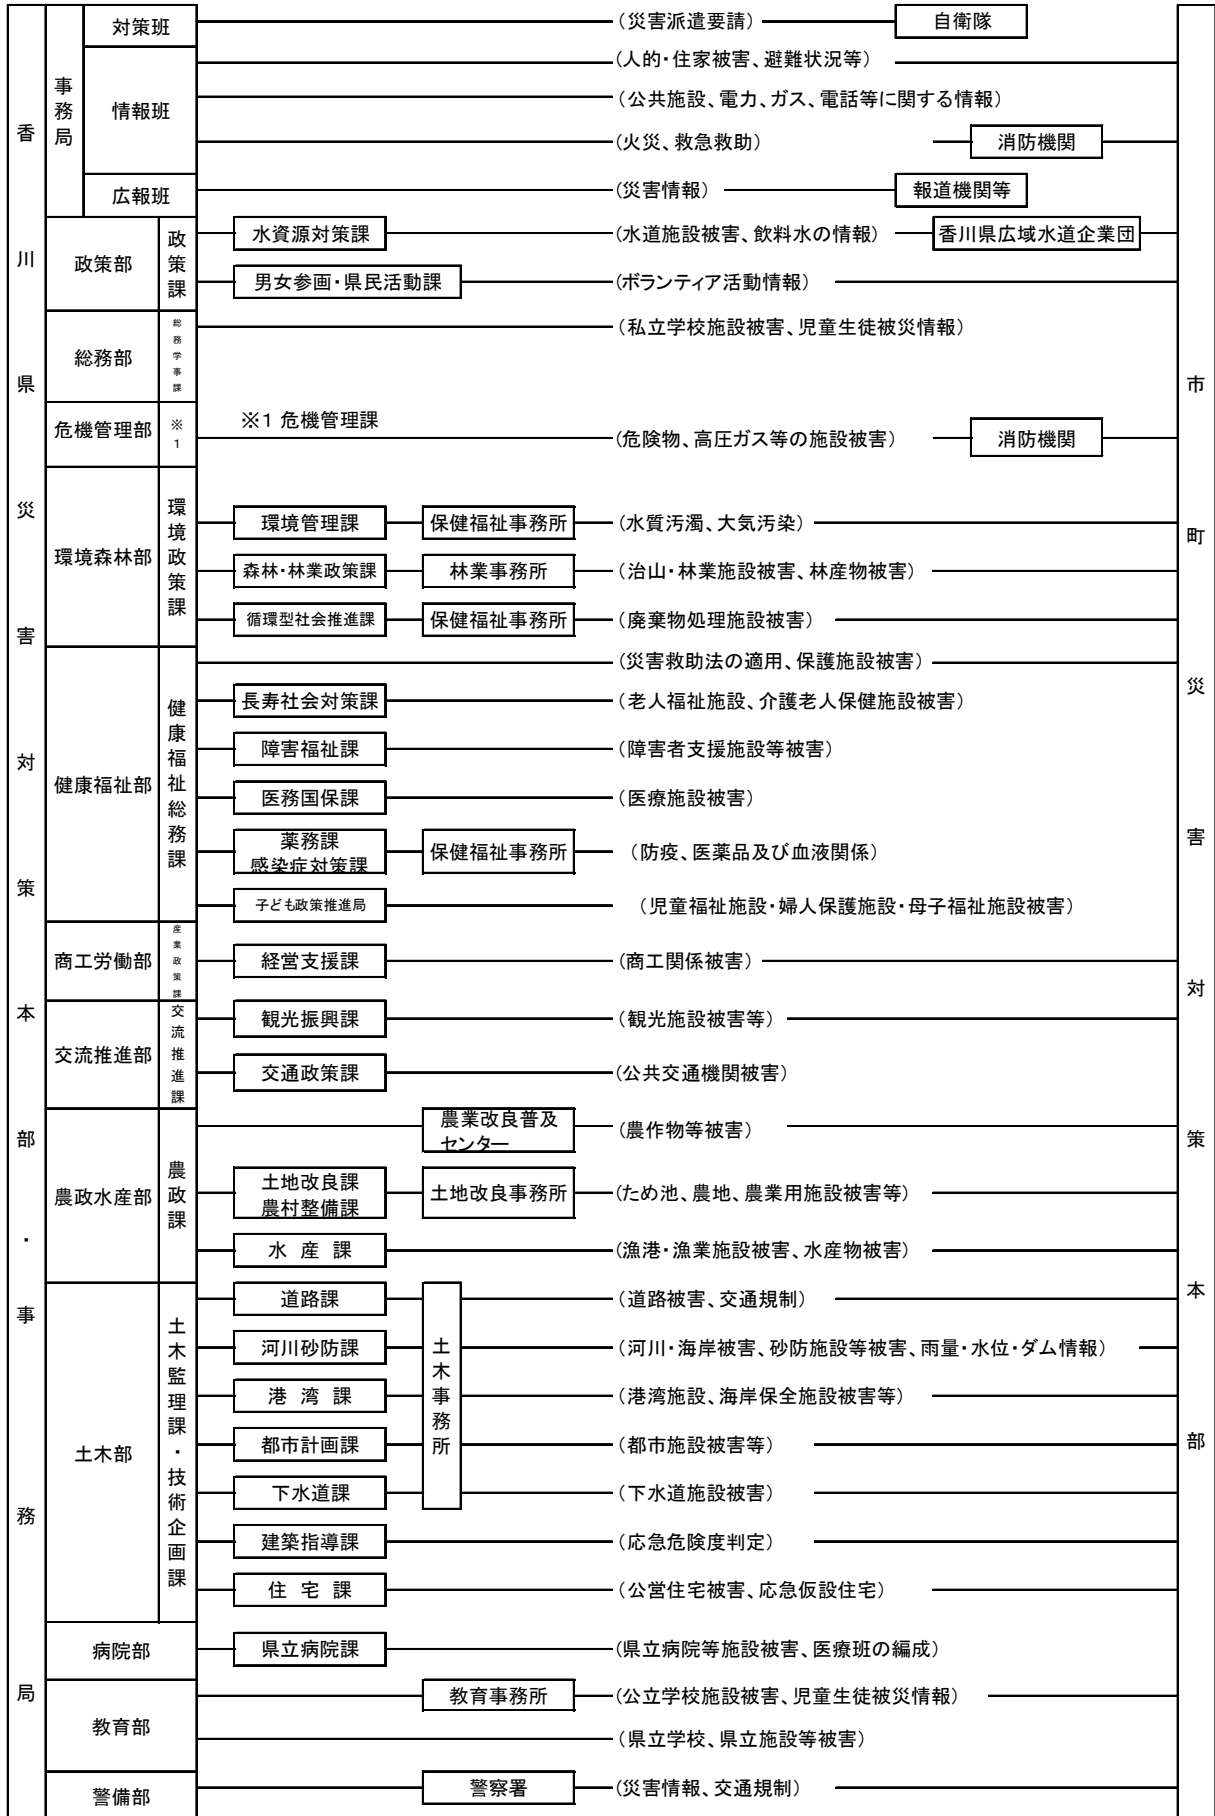 香川県災害対策本部・事務局
事務局
対策班
(災害派遣要請)
自衛隊
情報班
(人的・住家被害、避難状況等)
(公共施設、電力、ガス、電話等に関する情報)
(火災、救急救助)
消防機関
広報班
(災害情報)
報道機関等
政策部
政策課
水資源対策課
(水道施設被害、飲料水の情報)
香川県広域水道企業団
男女参画・県民活動課
(ボランティア活動情報)
総務部
総務学事課
(私立学校施設被害、児童生徒被災情報)
危機管理部
※1
※1 危機管理課
(危険物、高圧ガス等の施設被害)
消防機関
環境森林部
環境政策課
環境管理課
保健福祉事務所
(水質汚濁、大気汚染)
森林・林業政策課
林業事務所
(治山・林業施設被害、林産物被害)
循環型社会推進課
保健福祉事務所
(廃棄物処理施設被害)
健康福祉部
健康福祉総務課
(災害救助法の適用、保護施設被害)
長寿社会対策課
(老人福祉施設、介護老人保健施設被害)
障害福祉課
(障害者支援施設等被害)
医務国保課
(医療施設被害)
薬務課
感染症対策課
保健福祉事務所
(防疫、医薬品及び血液関係)
子ども政策推進局
(児童福祉施設・婦人保護施設・母子福祉施設被害)
商工労働部
産業政策課
経営支援課
(商工関係被害)
交流推進部
交流推進課
観光振興課
(観光施設被害等)
交通政策課
(公共交通機関被害)
農政水産部
農政課
農業改良普及
センター
(農作物等被害)
土地改良課
農村整備課
土地改良事務所
(ため池、農地、農業用施設被害等)
水 産 課
(漁港・漁業施設被害、水産物被害)
土木部
土木監理課・技術企画課
土木事務所
道路課
(道路被害、交通規制)
河川砂防課
(河川・海岸被害、砂防施設等被害、雨量・水位・ダム情報)
港 湾 課
(港湾施設、海岸保全施設被害等)
都市計画課
(都市施設被害等)
下水道課
(下水道施設被害)
建築指導課
(応急危険度判定)
住 宅 課
(公営住宅被害、応急仮設住宅)
病院部
県立病院課
(県立病院等施設被害、医療班の編成)
教育部
教育事務所
(公立学校施設被害、児童生徒被災情報)
(県立学校、県立施設等被害)
警備部
警察署
(災害情報、交通規制)
市町災害対策本部